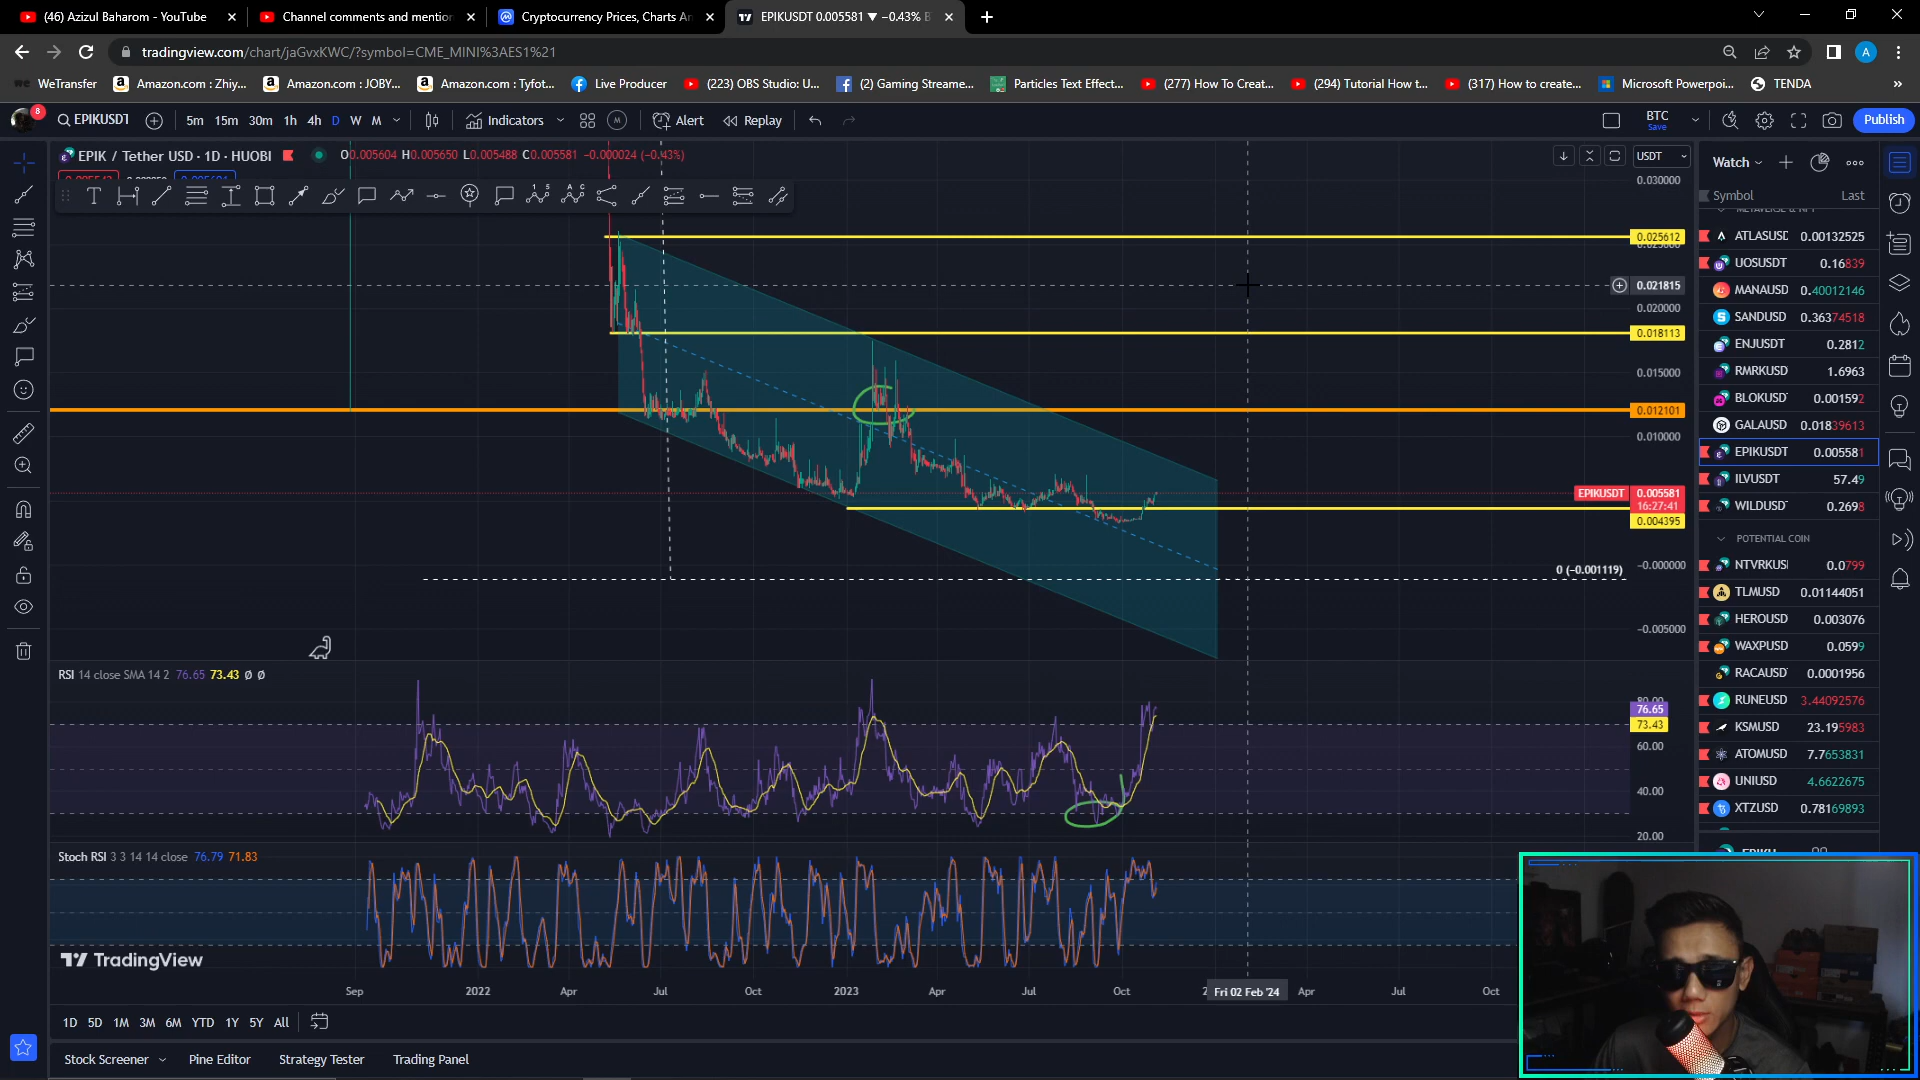 (46) Azizul Baharom - YouTube
Channel comments and mention
Cryptocurrency Prices, Charts A
EPIKUSDT 0.005581 ▼ −0.43% B
tradingview.com/chart/jaGvxKWC/?symbol=CME_MINI%3AES1%21
A
WeTransfer
Amazon.com : Zhiy...
Amazon.com : JOBY...
Amazon.com : Tyfot...
Live Producer
(223) OBS Studio: U...
(2) Gaming Streame...
Particles Text Effect...
(277) How To Creat...
(294) Tutorial How t...
(317) How to create...
Microsoft Powerpoi...
TENDA
»
8
EPIKUSDT
5m 15m 30m 1h 4h D W M
Indicators
Alert
Replay
BTC
Save
Publish
EPIK / Tether USD · 1D · HUOBI
O0.005604 H0.005650 L0.005488 C0.005581 −0.000024 (−0.43%)
USDT
0.030000
0.025612
0.021815
0.020000
0.018113
0.015000
0.012101
0.010000
EPIKUSDT 0.005581
16:27:41
0.004395
0 (−0.001119)
−0.000000
−0.005000
RSI 14 close SMA 14 2 76.65 73.43 Ø Ø
80.00
76.65
73.43
60.00
40.00
20.00
Stoch RSI 3 3 14 14 close 76.79 71.83
TradingView
Sep 2022 Apr Jul Oct 2023 Apr Jul Oct Fri 02 Feb '24 Apr Jul Oct
1D 5D 1M 3M 6M YTD 1Y 5Y All
Stock Screener
Pine Editor
Strategy Tester
Trading Panel
Watch
Symbol Last
ATLASUSD 0.00132525
UOSUSDT 0.16839
MANAUSD 0.40012146
SANDUSD 0.36374518
ENJUSDT 0.2812
RMRKUSD 1.6963
BLOKUSD 0.001592
GALAUSD 0.01839613
EPIKUSDT 0.005581
ILVUSDT 57.49
WILDUSD 0.2698
POTENTIAL COIN
NTVRKUS 0.0799
TLMUSD 0.01144051
HEROUSD 0.003076
WAXPUSD 0.0599
RACAUSD 0.0001956
RUNEUSD 3.44092576
KSMUSD 23.195983
ATOMUSD 7.7653831
UNIUSD 4.6622675
XTZUSD 0.78169893